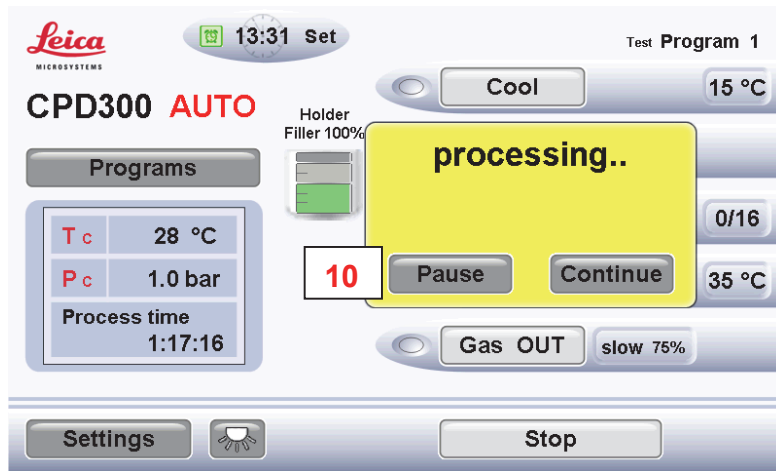 Leica
MICROSYSTEMS
13:31 Set
Test Program 1
CPD300 AUTO
Cool
15 °C
Holder
Filler 100%
Programs
processing..
0/16
Tc 28 °C
Pc 1.0 bar
10
Pause
Continue
35 °C
Process time
1:17:16
Gas OUT
slow 75%
Settings
Stop